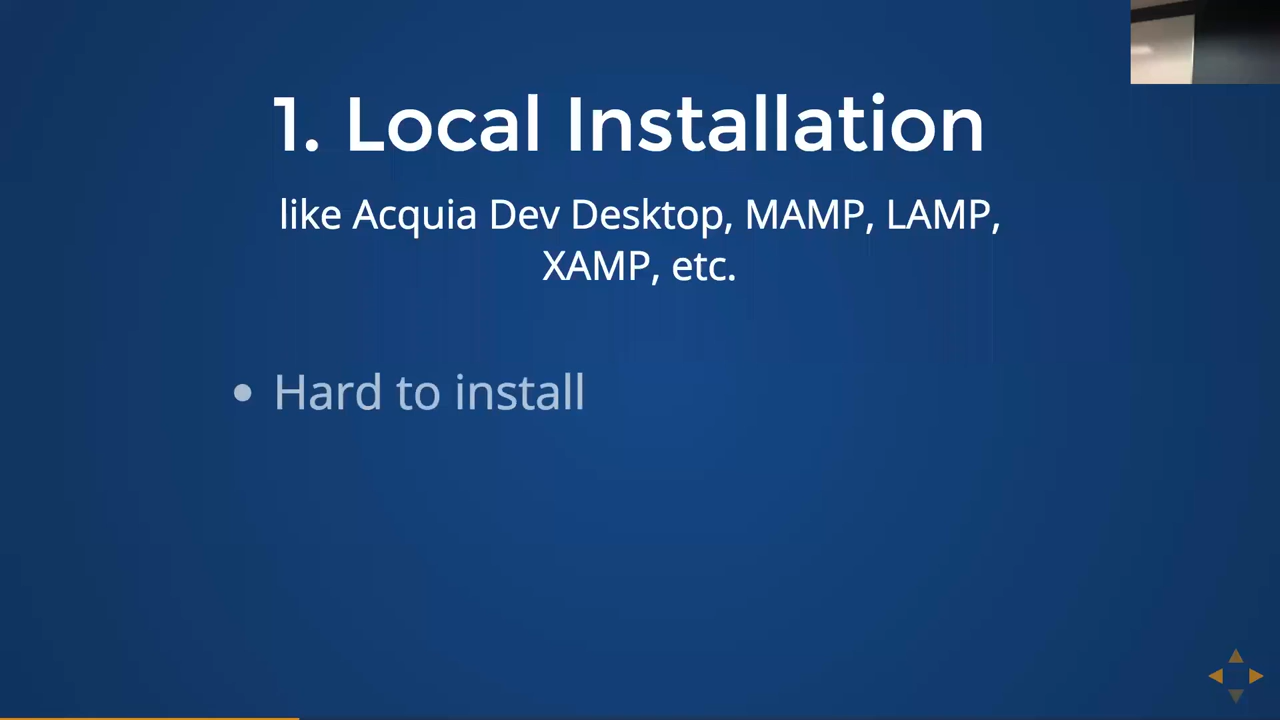 1. Local Installation
like Acquia Dev Desktop, MAMP, LAMP,
XAMP, etc.
• Hard to install